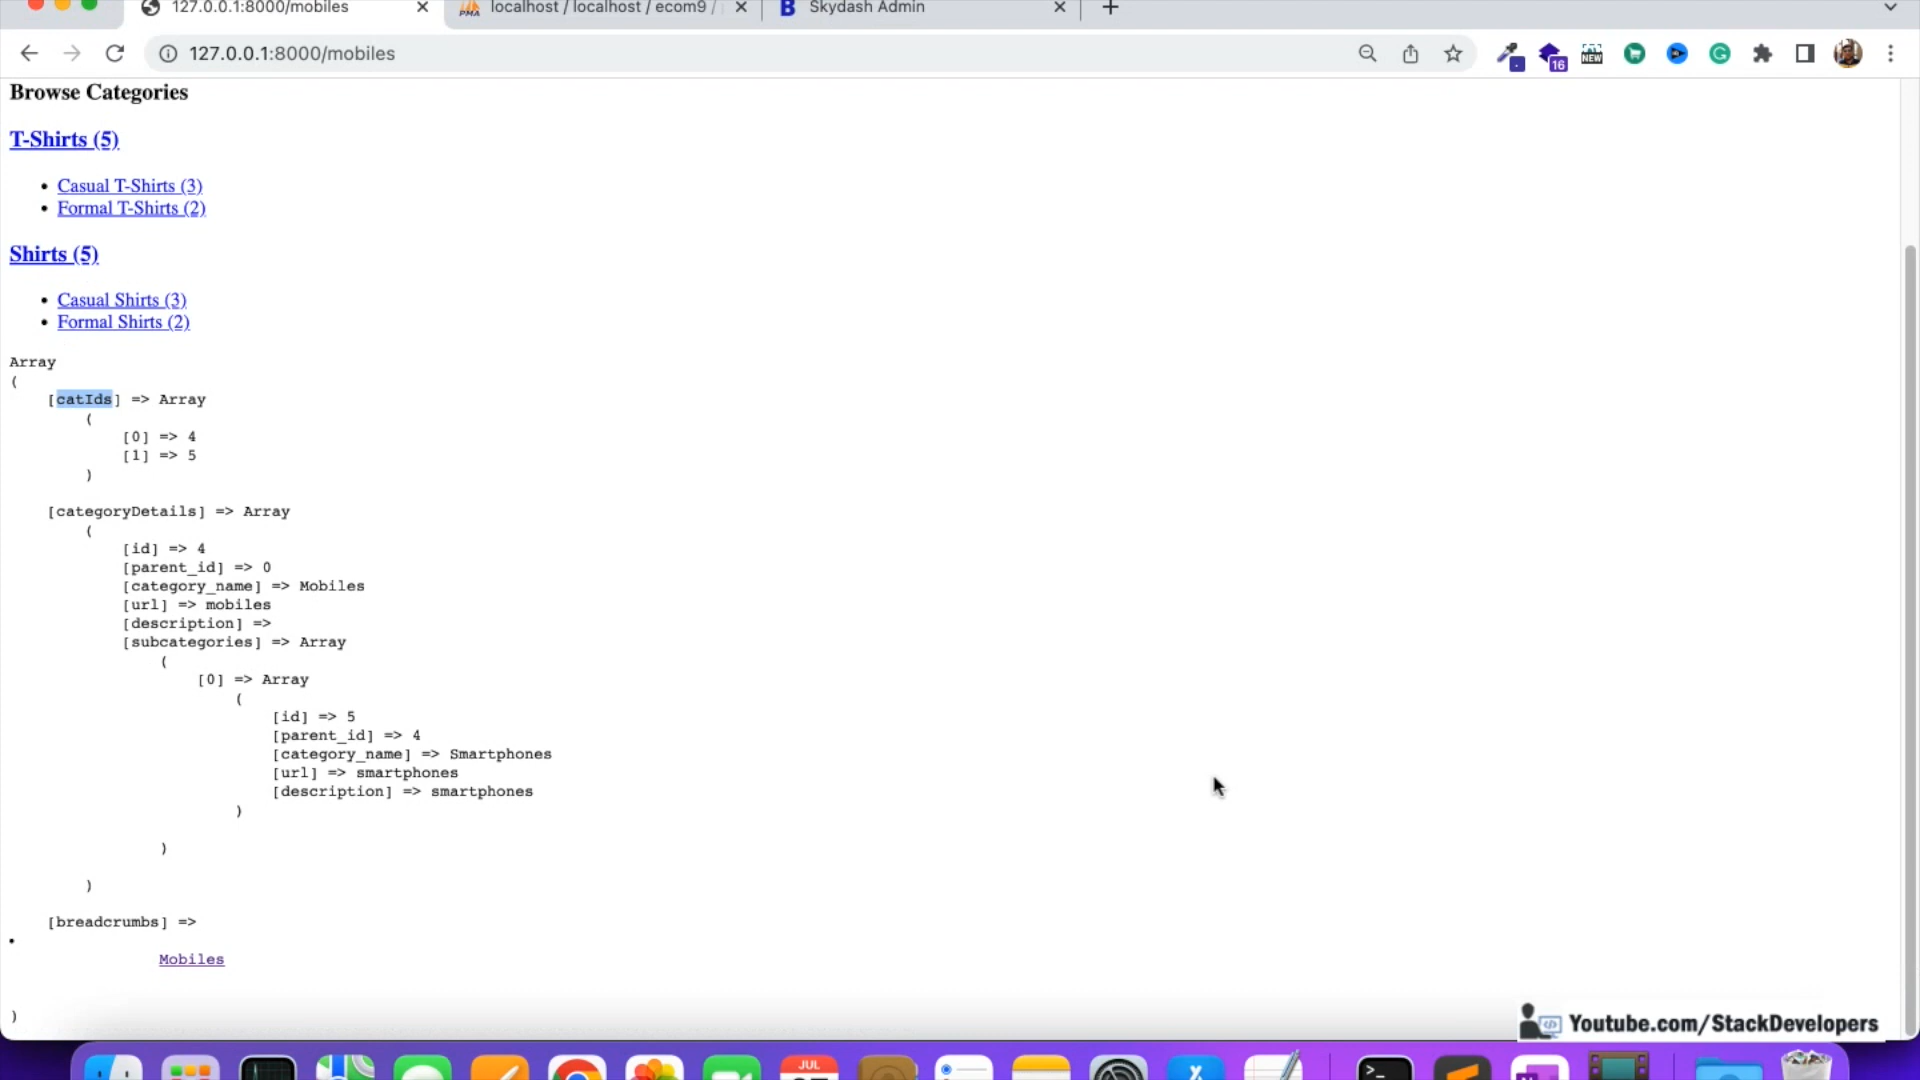 127.0.0.1:8000/mobiles
localhost / localhost / ecom9 /
Skydash Admin
127.0.0.1:8000/mobiles
16
NEW
Browse Categories
T-Shirts (5)
• Casual T-Shirts (3)
• Formal T-Shirts (2)
Shirts (5)
• Casual Shirts (3)
• Formal Shirts (2)
Array
(
[catIds] => Array
(
[0] => 4
[1] => 5
)
[categoryDetails] => Array
(
[id] => 4
[parent_id] => 0
[category_name] => Mobiles
[url] => mobiles
[description] =>
[subcategories] => Array
(
[0] => Array
(
[id] => 5
[parent_id] => 4
[category_name] => Smartphones
[url] => smartphones
[description] => smartphones
)
)
)
[breadcrumbs] =>
•
Mobiles
)
Youtube.com/StackDevelopers
JUL